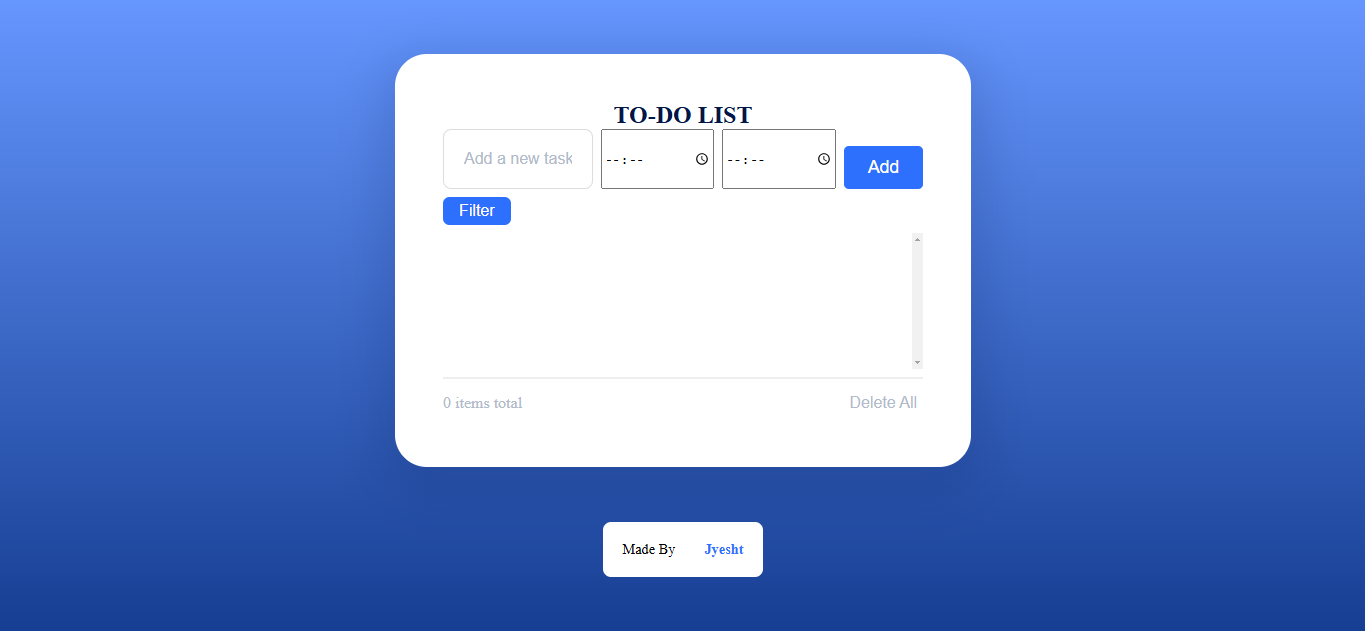 TO-DO LIST
Add a new task --:-- --:-- Add
Filter
0 items total Delete All
Made By Jyesht